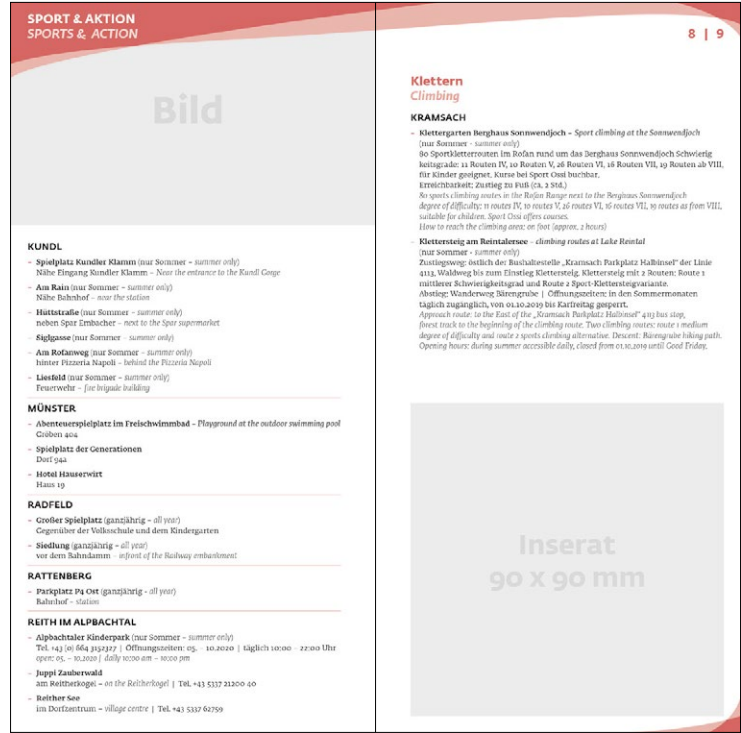 SPORT & AKTION
SPORTS & ACTION
Bild
KUNDL
– Spielplatz Kundler Klamm (nur Sommer – summer only)
Nähe Eingang Kundler Klamm – Near the entrance to the Kundl Gorge
– Am Rain (nur Sommer – summer only)
Nähe Bahnhof – near the station
– Hüttstraße (nur Sommer – summer only)
neben Spar Embacher – next to the Spar supermarket
– Siglgasse (nur Sommer – summer only)
– Am Rofanweg (nur Sommer – summer only)
hinter Pizzeria Napoli – behind the Pizzeria Napoli
– Liesfeld (nur Sommer – summer only)
Feuerwehr – fire brigade building
MÜNSTER
– Abenteuerspielplatz im Freischwimmbad – Playground at the outdoor swimming pool
Gröben 404
– Spielplatz der Generationen
Dorf 94a
– Hotel Hauserwirt
Haus 19
RADFELD
– Großer Spielplatz (ganzjährig – all year)
Gegenüber der Volksschule und dem Kindergarten
– Siedlung (ganzjährig – all year)
vor dem Bahndamm – infront of the Railway embankment
RATTENBERG
– Parkplatz P4 Ost (ganzjährig - all year)
Bahnhof – station
REITH IM ALPBACHTAL
– Alpbachtaler Kinderpark (nur Sommer – summer only)
Tel. +43 (0) 664 3152327 | Öffnungszeiten: 05. – 10.2020 | täglich 10:00 – 22:00 Uhr
open: 05. – 10.2020 | daily 10:00 am – 10:00 pm
– Juppi Zauberwald
am Reitherkogel – on the Reitherkogel | Tel. +43 5337 21200 40
– Reither See
im Dorfzentrum – village centre | Tel. +43 5337 62759
8 | 9
Klettern
Climbing
KRAMSACH
– Klettergarten Berghaus Sonnwendjoch – Sport climbing at the Sonnwendjoch
(nur Sommer - summer only)
80 Sportkletterrouten im Rofan rund um das Berghaus Sonnwendjoch Schwierig
keitsgrade: 11 Routen IV, 10 Routen V, 26 Routen VI, 16 Routen VII, 19 Routen ab VIII,
für Kinder geeignet, Kurse bei Sport Ossi buchbar.
Erreichbarkeit: Zustieg zu Fuß (ca. 2 Std.)
80 sports climbing routes in the Rofan Range next to the Berghaus Sonnwendjoch
degree of difficulty: 11 routes IV, 10 routes V, 26 routes VI, 16 routes VII, 19 routes as from VIII,
suitable for children. Sport Ossi offers courses.
How to reach the climbing area: on foot (approx. 2 hours)
– Klettersteig am Reintalersee - climbing routes at Lake Reintal
(nur Sommer - summer only)
Zustiegsweg: östlich der Bushaltestelle „Kramsach Parkplatz Halbinsel" der Linie
4113, Waldweg bis zum Einstieg Klettersteig. Klettersteig mit 2 Routen: Route 1
mittlerer Schwierigkeitsgrad und Route 2 Sport-Klettersteigvariante.
Abstieg: Wanderweg Bärengrube | Öffnungszeiten: in den Sommermonaten
täglich zugänglich, von 01.10.2019 bis Karfreitag gesperrt.
Approach route: to the East of the „Kramsach Parkplatz Halbinsel" 4113 bus stop,
forest track to the beginning of the climbing route. Two climbing routes: route 1 medium
degree of difficulty and route 2 sports climbing alternative. Descent: Bärengrube hiking path.
Opening hours: during summer accessible daily, closed from 01.10.2019 until Good Friday.
Inserat
90 x 90 mm